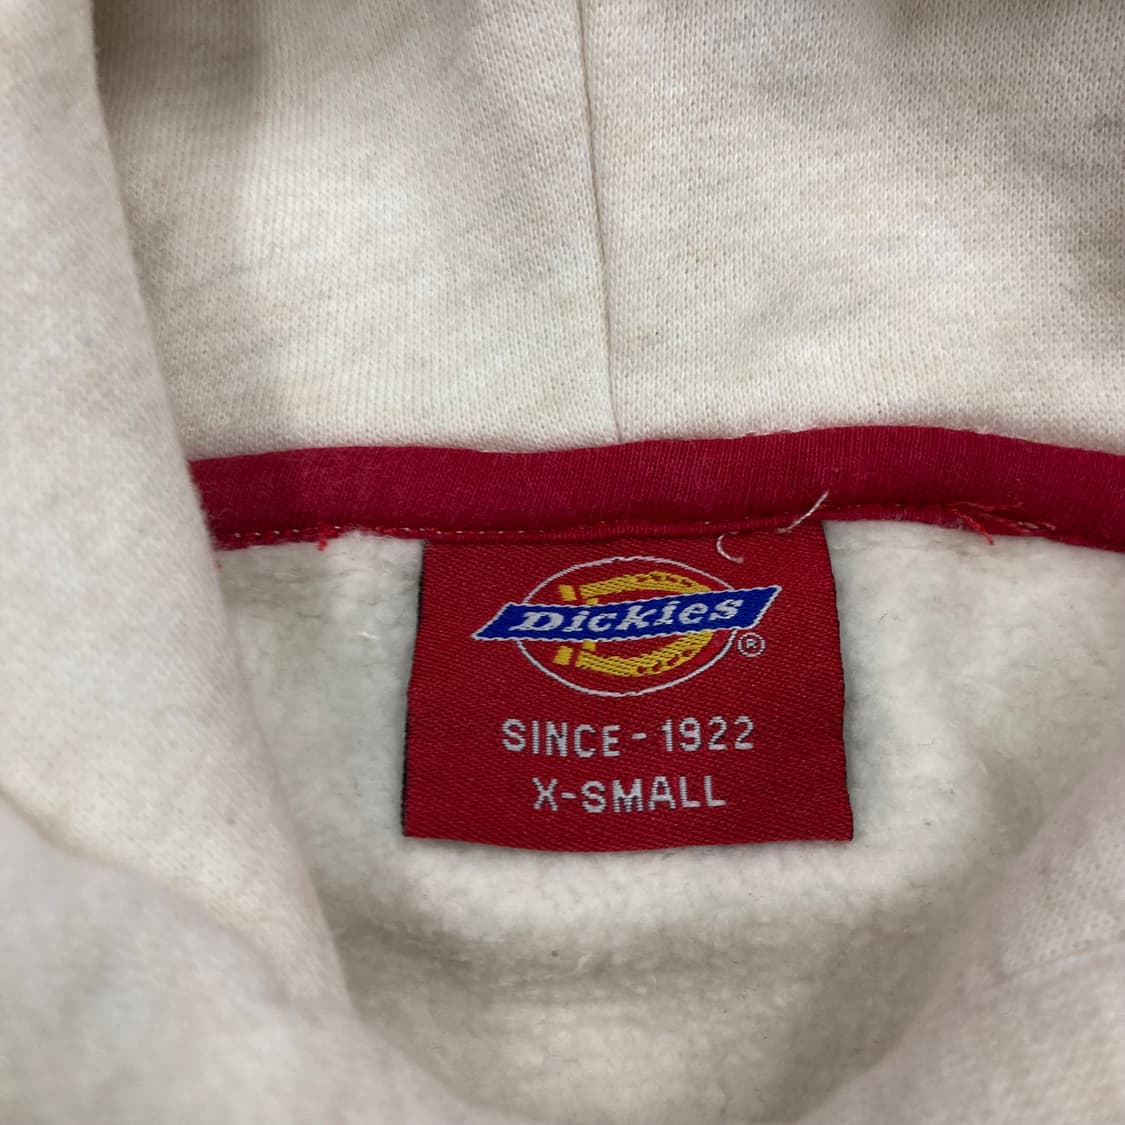 Dickies
®
SINCE - 1922
X-SMALL